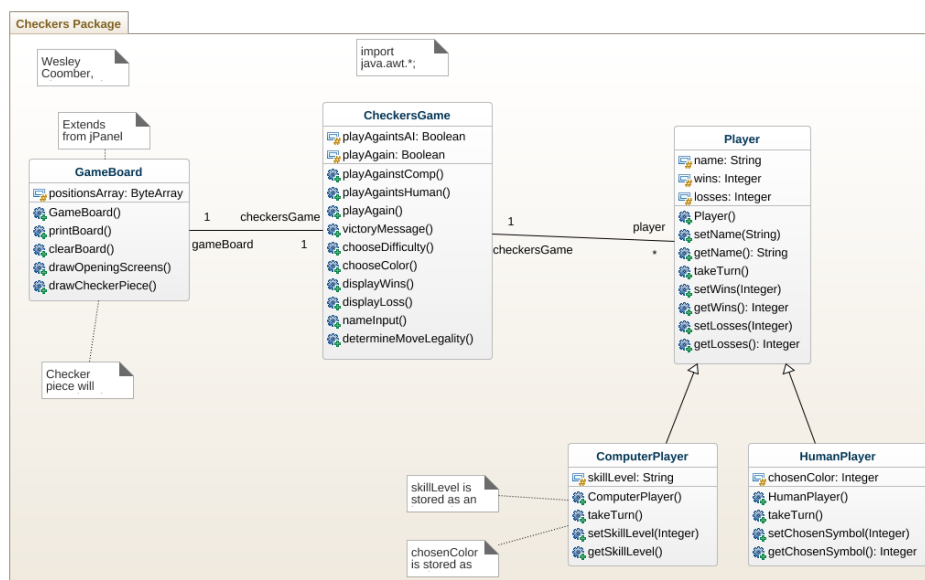 Checkers Package
Wesley
Coomber,
import
java.awt.*;
Extends
from jPanel
GameBoard
positionsArray: ByteArray
GameBoard()
printBoard()
clearBoard()
drawOpeningScreens()
drawCheckerPiece()
Checker
piece will
1 checkersGame
gameBoard 1
CheckersGame
playAgaintsAI: Boolean
playAgain: Boolean
playAgainstComp()
playAgaintsHuman()
playAgain()
victoryMessage()
chooseDifficulty()
chooseColor()
displayWins()
displayLoss()
nameInput()
determineMoveLegality()
1 player
checkersGame *
Player
name: String
wins: Integer
losses: Integer
Player()
setName(String)
getName(): String
takeTurn()
setWins(Integer)
getWins(): Integer
setLosses(Integer)
getLosses(): Integer
skillLevel is
stored as an
chosenColor
is stored as
ComputerPlayer
skillLevel: String
ComputerPlayer()
takeTurn()
setSkillLevel(Integer)
getSkillLevel()
HumanPlayer
chosenColor: Integer
HumanPlayer()
takeTurn()
setChosenSymbol(Integer)
getChosenSymbol(): Integer